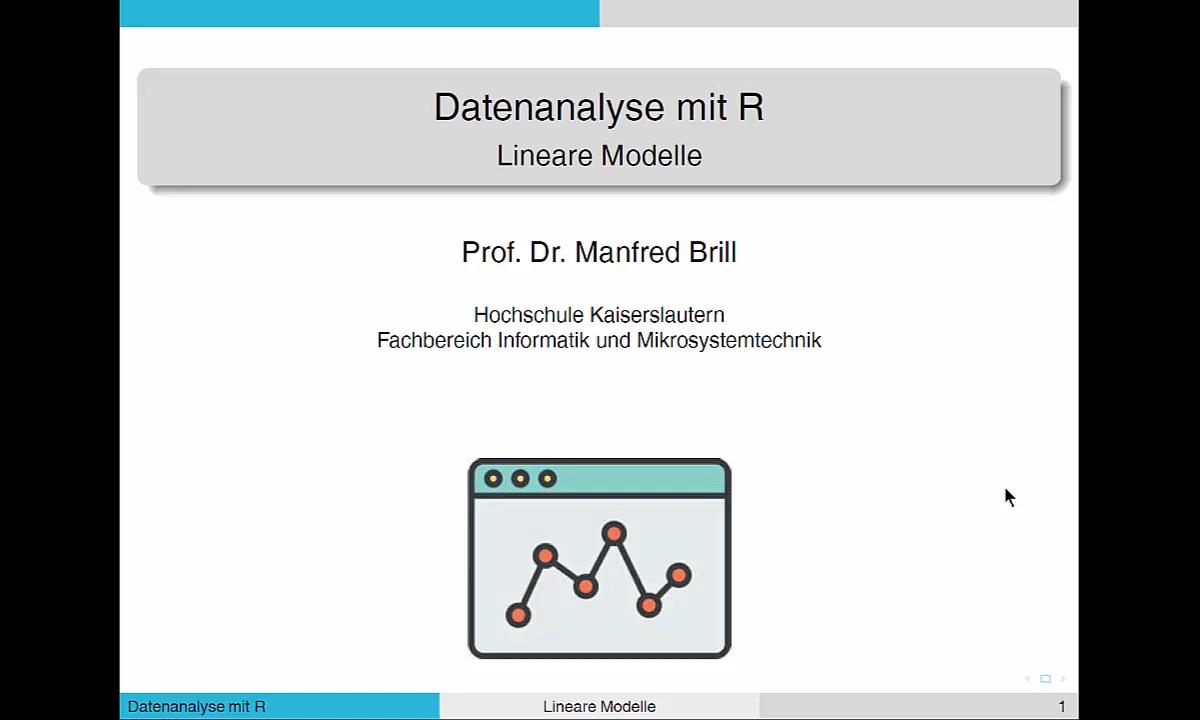 Datenanalyse mit R
Lineare Modelle
Prof. Dr. Manfred Brill
Hochschule Kaiserslautern
Fachbereich Informatik und Mikrosystemtechnik
Datenanalyse mit R
Lineare Modelle
1